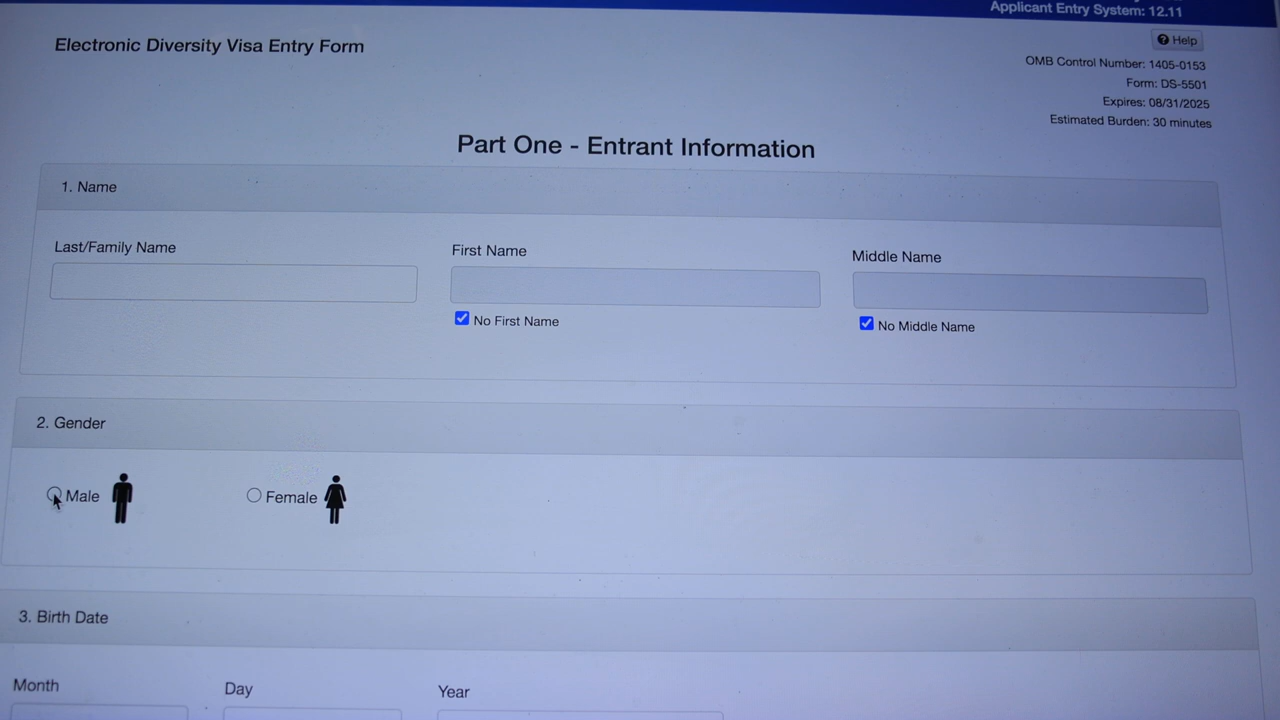 Applicant Entry System: 12.11
Electronic Diversity Visa Entry Form
Help
OMB Control Number: 1405-0153
Form: DS-5501
Expires: 08/31/2025
Estimated Burden: 30 minutes
Part One - Entrant Information
1. Name
Last/Family Name
First Name
Middle Name
No First Name
No Middle Name
2. Gender
Male
Female
3. Birth Date
Month
Day
Year